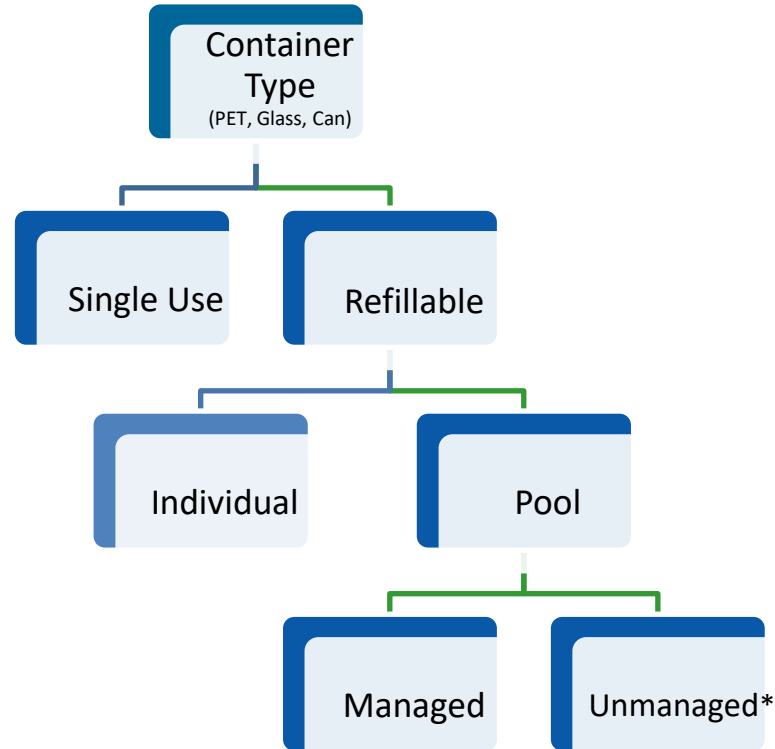 Container
Type
(PET, Glass, Can)
Single Use
Refillable
Individual
Pool
Managed
Unmanaged*